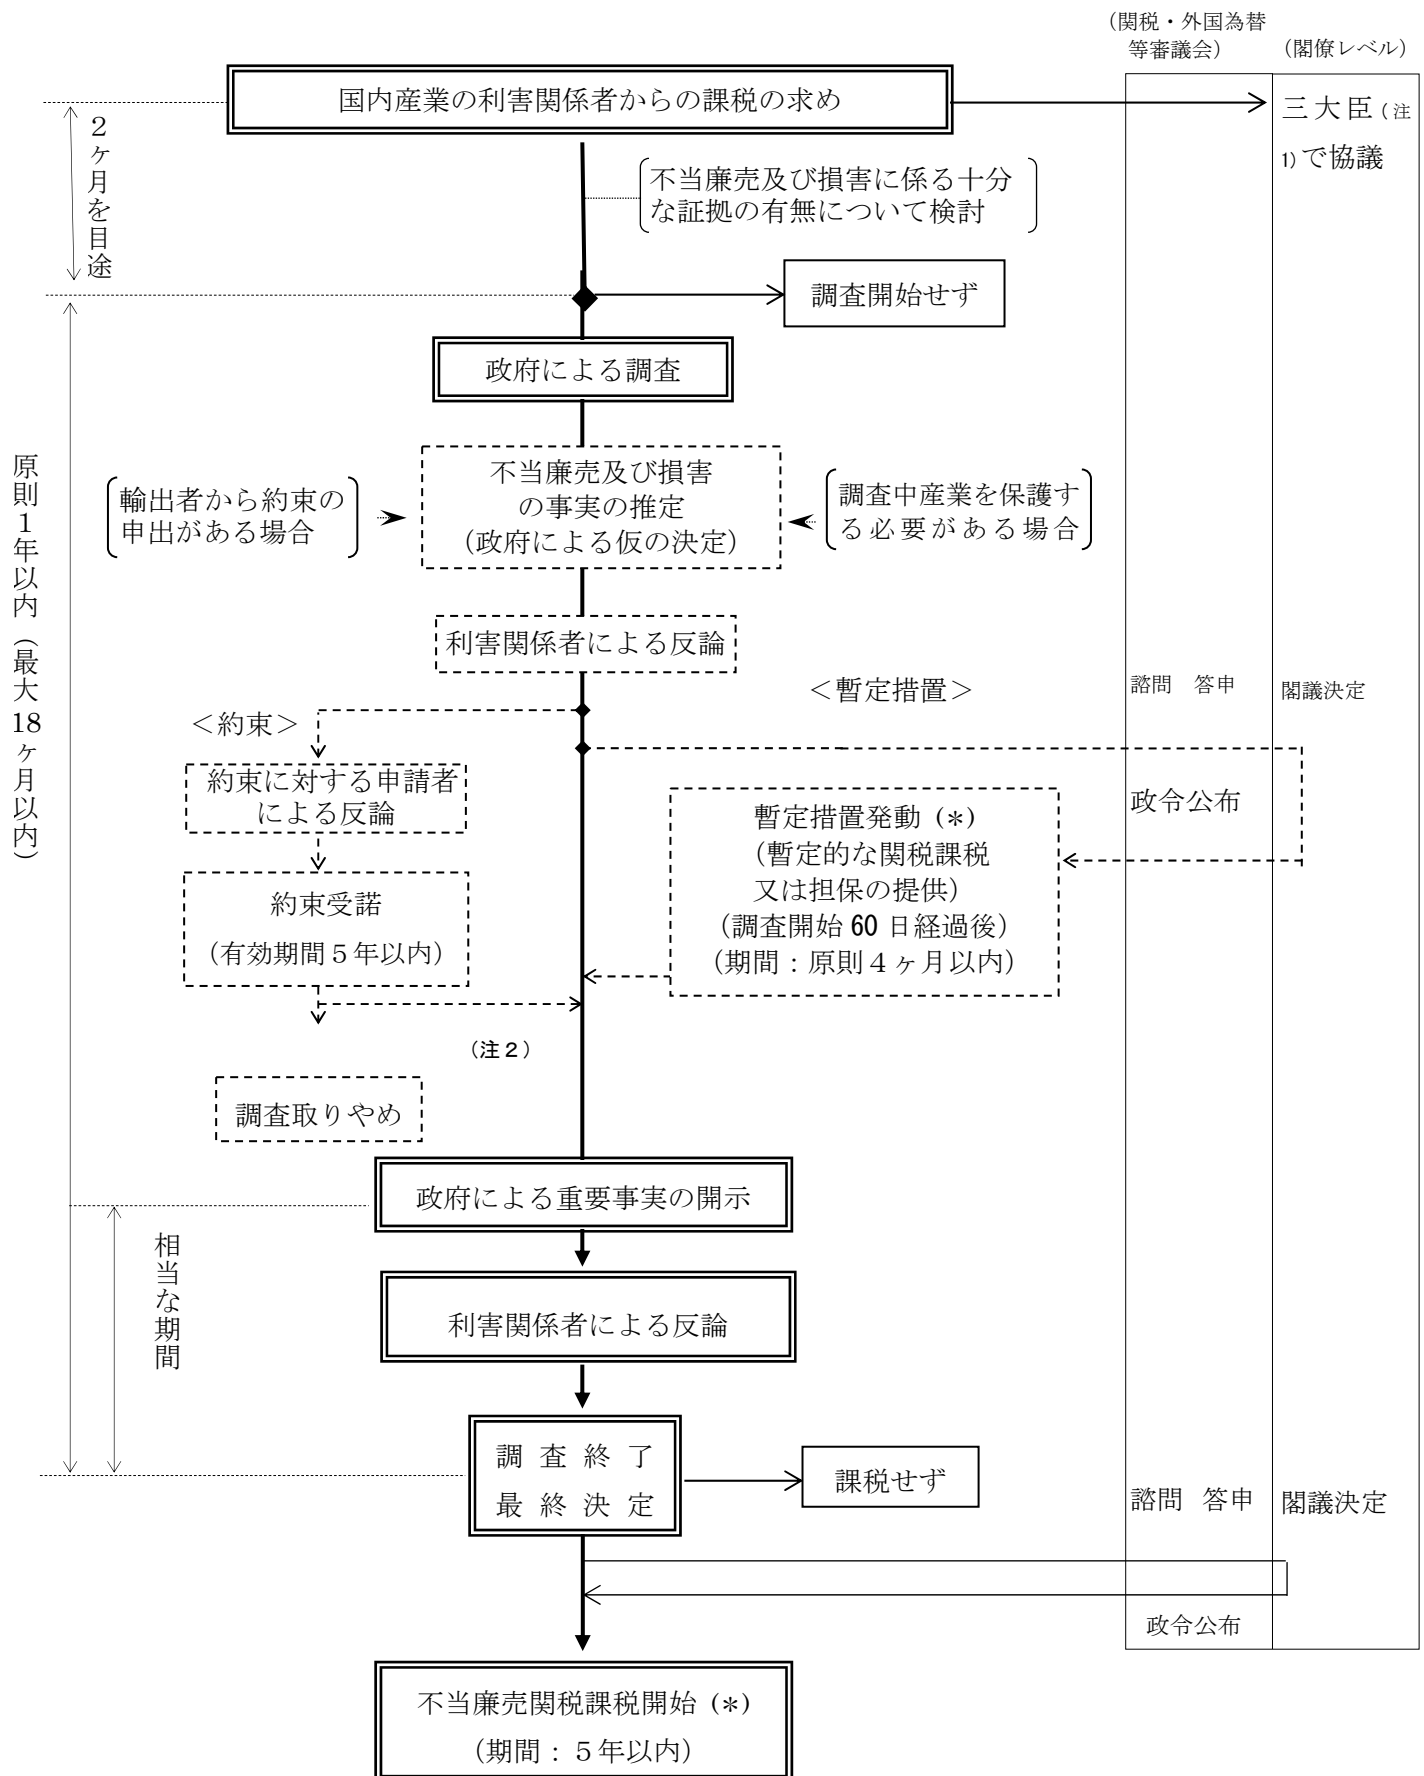 （関税・外国為替
等審議会）
（閣僚レベル）
国内産業の利害関係者からの課税の求め
三大臣（注
1）で協議
２ヶ月を目途
不当廉売及び損害に係る十分
な証拠の有無について検討
調査開始せず
政府による調査
原則１年以内（最大18ヶ月以内）
輸出者から約束の
申出がある場合
不当廉売及び損害
の事実の推定
（政府による仮の決定）
調査中産業を保護す
る必要がある場合
利害関係者による反論
＜約束＞
＜暫定措置＞
諮問　答申
閣議決定
約束に対する申請者
による反論
暫定措置発動（＊）
（暫定的な関税課税
又は担保の提供）
（調査開始 60 日経過後）
（期間：原則４ヶ月以内）
政令公布
約束受諾
（有効期間５年以内）
（注２）
調査取りやめ
政府による重要事実の開示
相当な期間
利害関係者による反論
調 査 終 了
最 終 決 定
課税せず
諮問　答申
閣議決定
政令公布
不当廉売関税課税開始（＊）
（期間：５年以内）